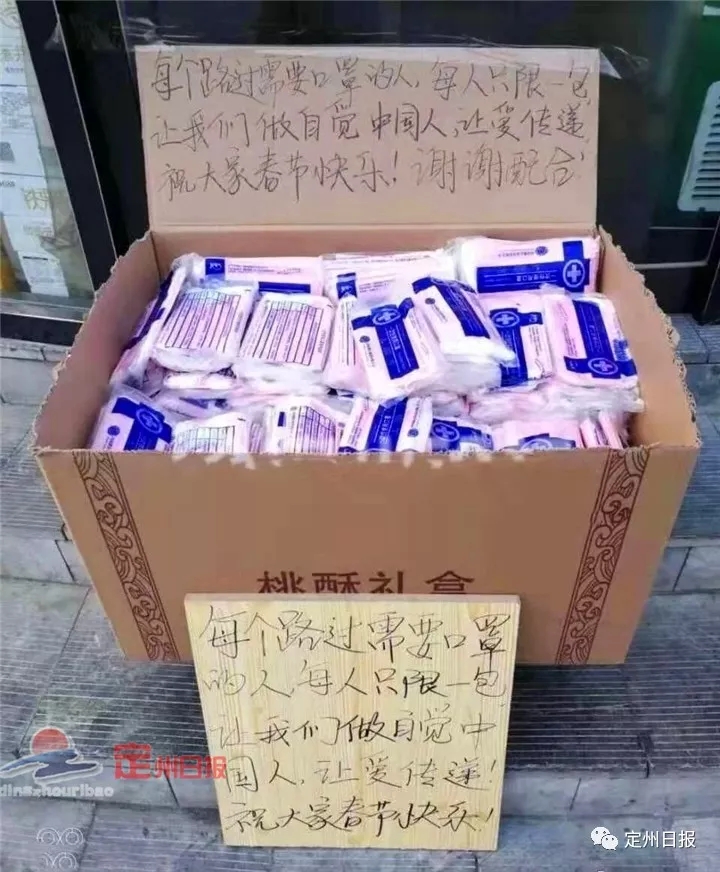 每个路过需要口罩的人，每人只限一包
让我们做自觉中国人，让爱传递，
祝大家春节快乐！谢谢配合！
桃酥礼盒
每个路过需要口罩
的人，每人只限一包
让我们做自觉中
国人，让爱传递！
祝大家春节快乐！
定州日报
dingzhouribao
定州日报